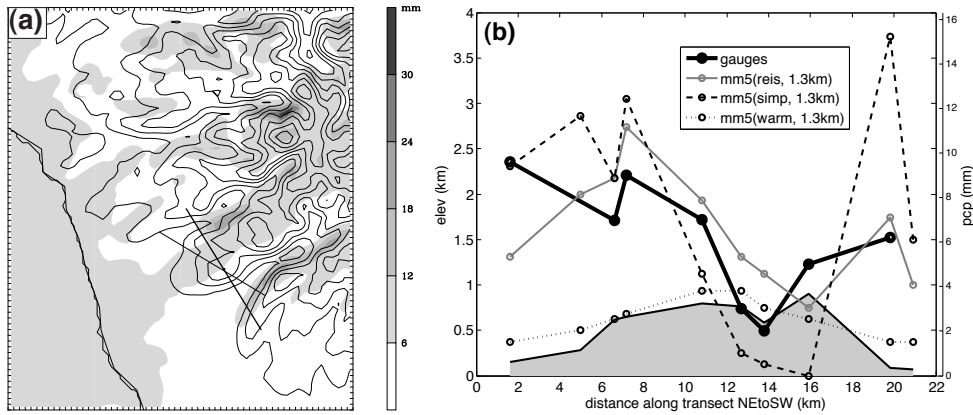 (a)
mm
30
24
18
12
6
(b)
gauges
mm5(reis, 1.3km)
mm5(simp, 1.3km)
mm5(warm, 1.3km)
4
3.5
3
2.5
2
1.5
1
0.5
0
elev (km)
16
14
12
10
8
6
4
2
0
pcp (mm)
0 2 4 6 8 10 12 14 16 18 20 22
distance along transect NEtoSW (km)